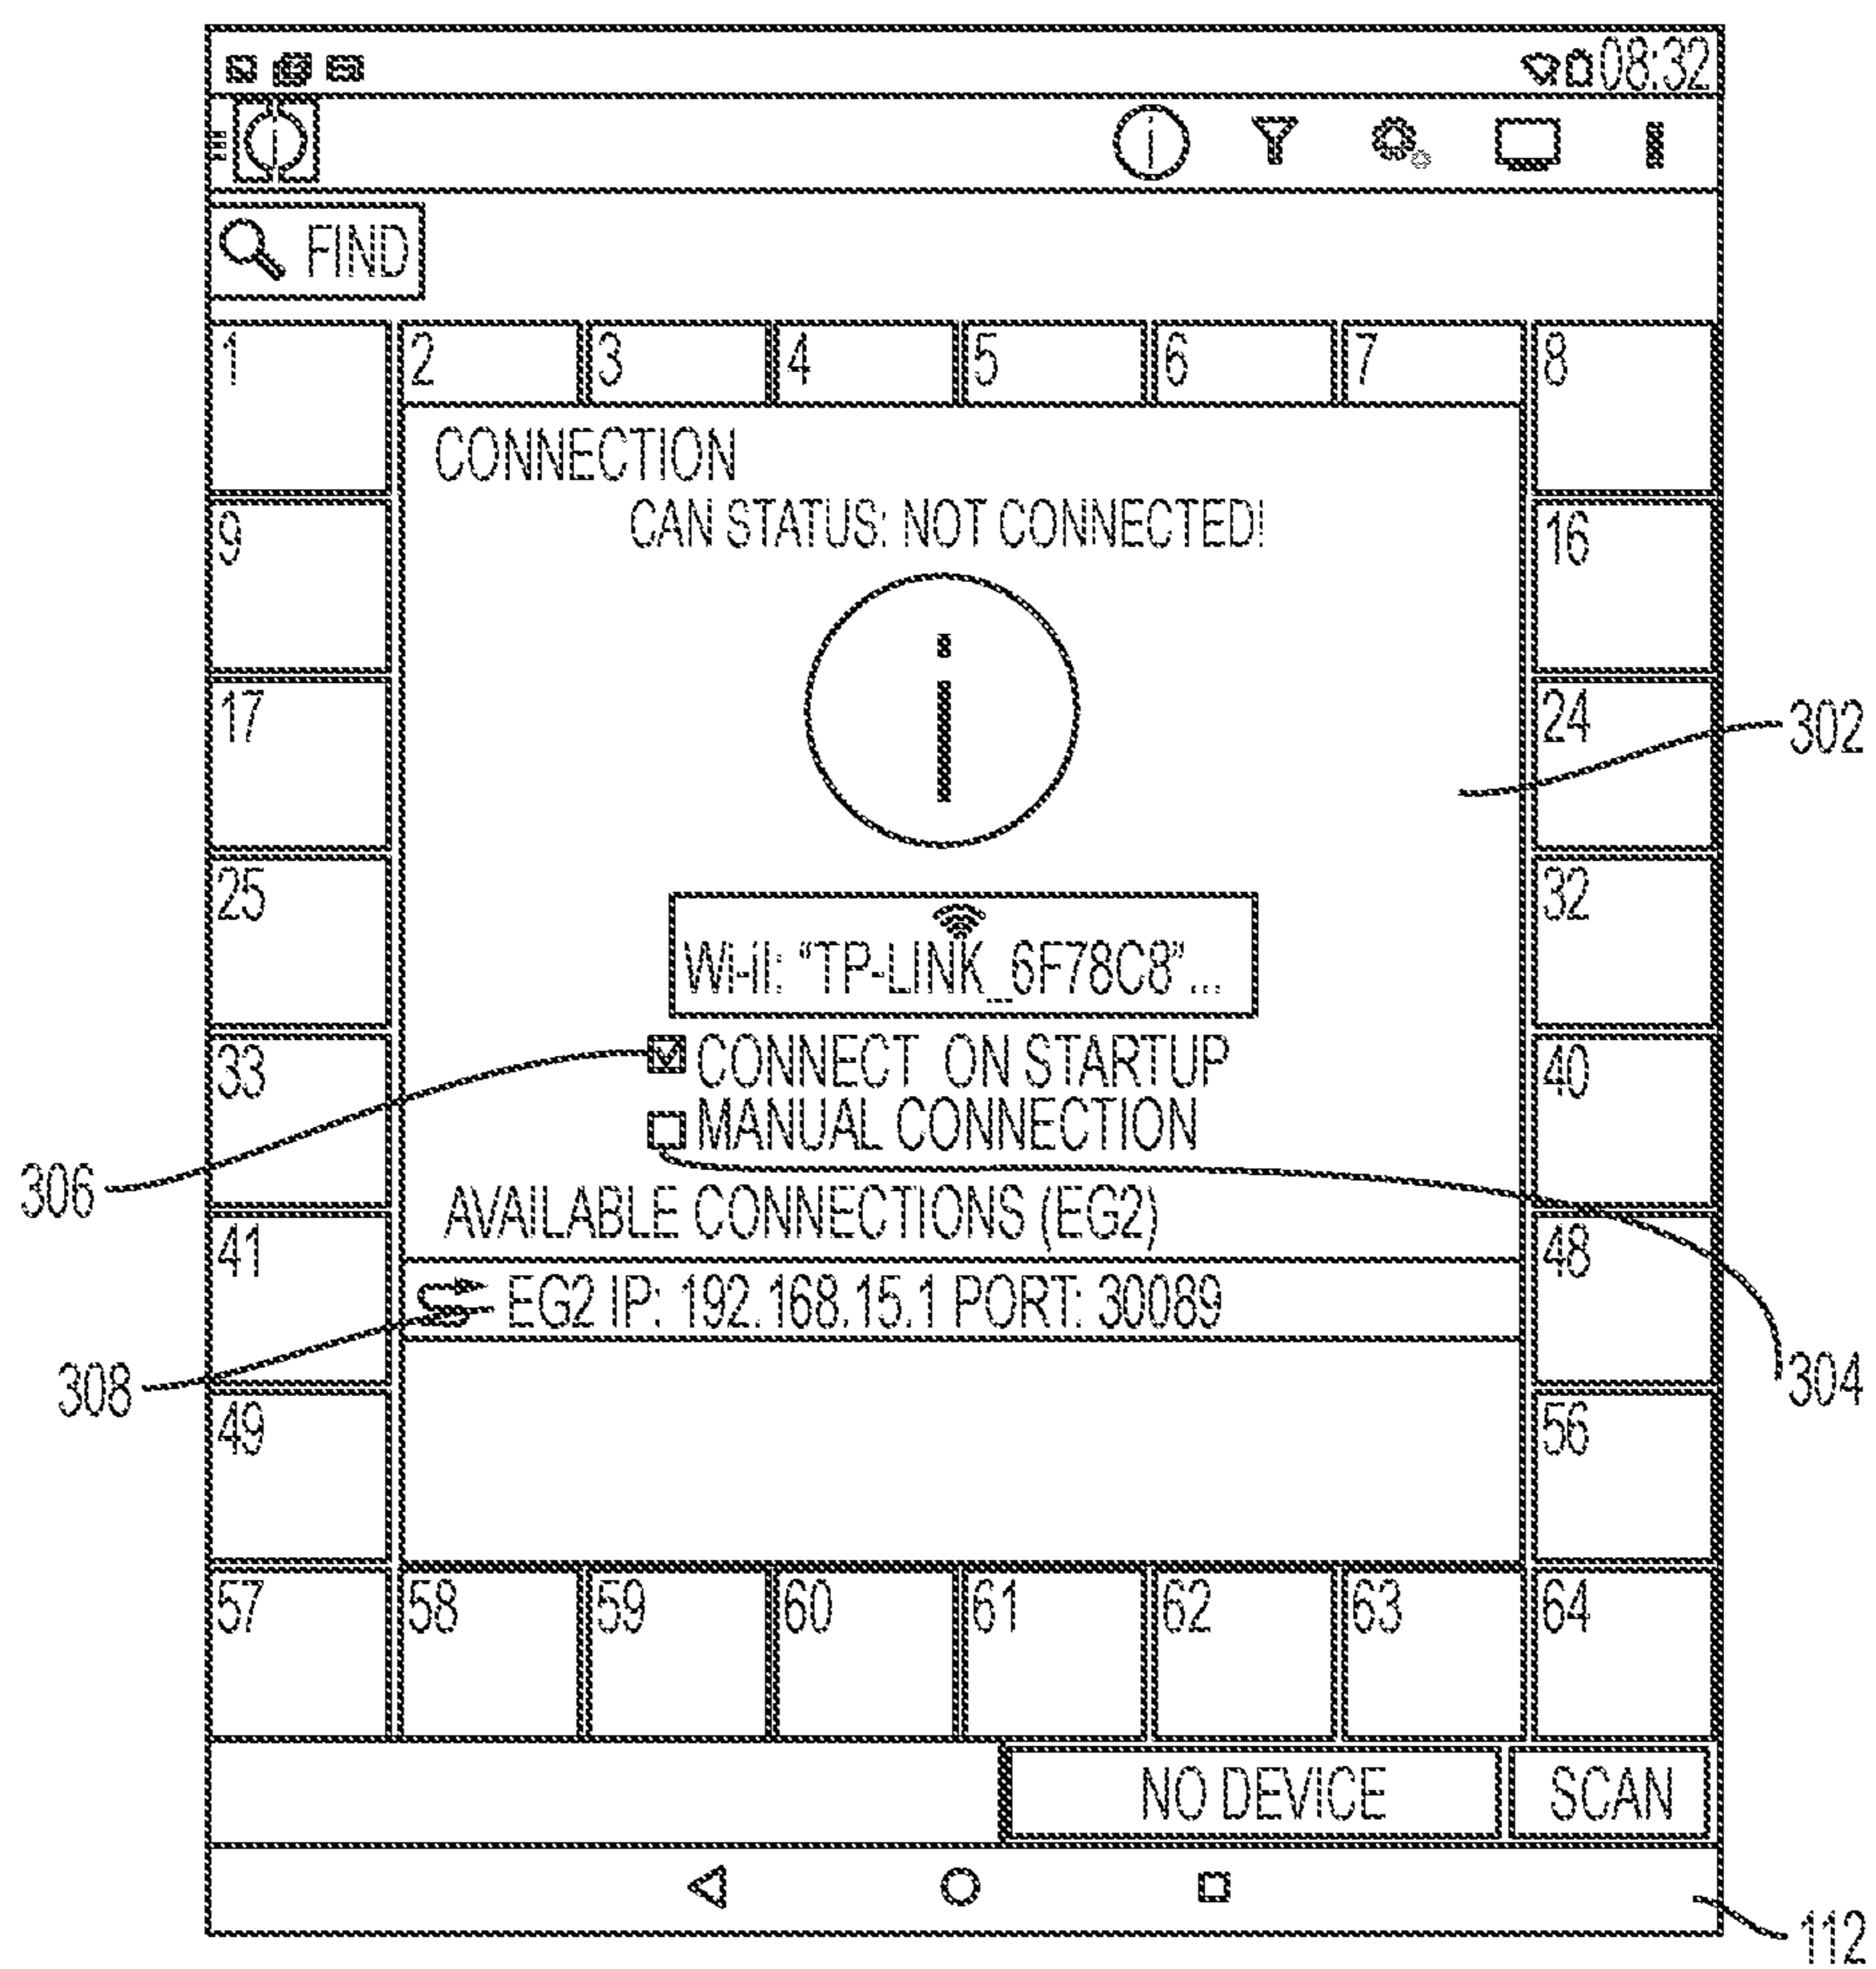 08:32
FIND
1 2 3 4 5 6 7 8
CONNECTION
CAN STATUS: NOT CONNECTED!
9 16
i
17 24
302
25 32
WI-II: “TP-LINK_6F78C8”...
33 CONNECT ON STARTUP 40
MANUAL CONNECTION
306
AVAILABLE CONNECTIONS (EG2)
41 48
EG2 IP: 192.168.15.1 PORT: 30089
308 304
49 56
57 58 59 60 61 62 63 64
NO DEVICE SCAN
112